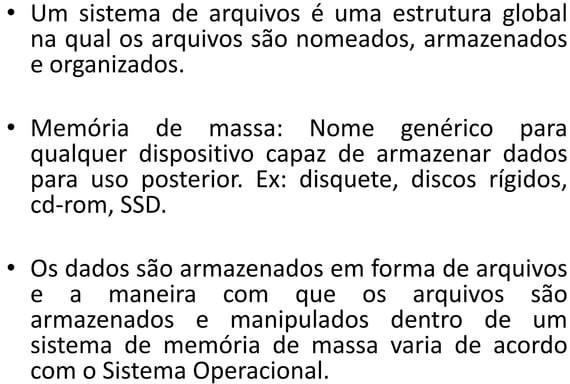 • Um sistema de arquivos é uma estrutura global
na qual os arquivos são nomeados, armazenados
e organizados.
• Memória de massa: Nome genérico para
qualquer dispositivo capaz de armazenar dados
para uso posterior. Ex: disquete, discos rígidos,
cd-rom, SSD.
• Os dados são armazenados em forma de arquivos
e a maneira com que os arquivos são
armazenados e manipulados dentro de um
sistema de memória de massa varia de acordo
com o Sistema Operacional.